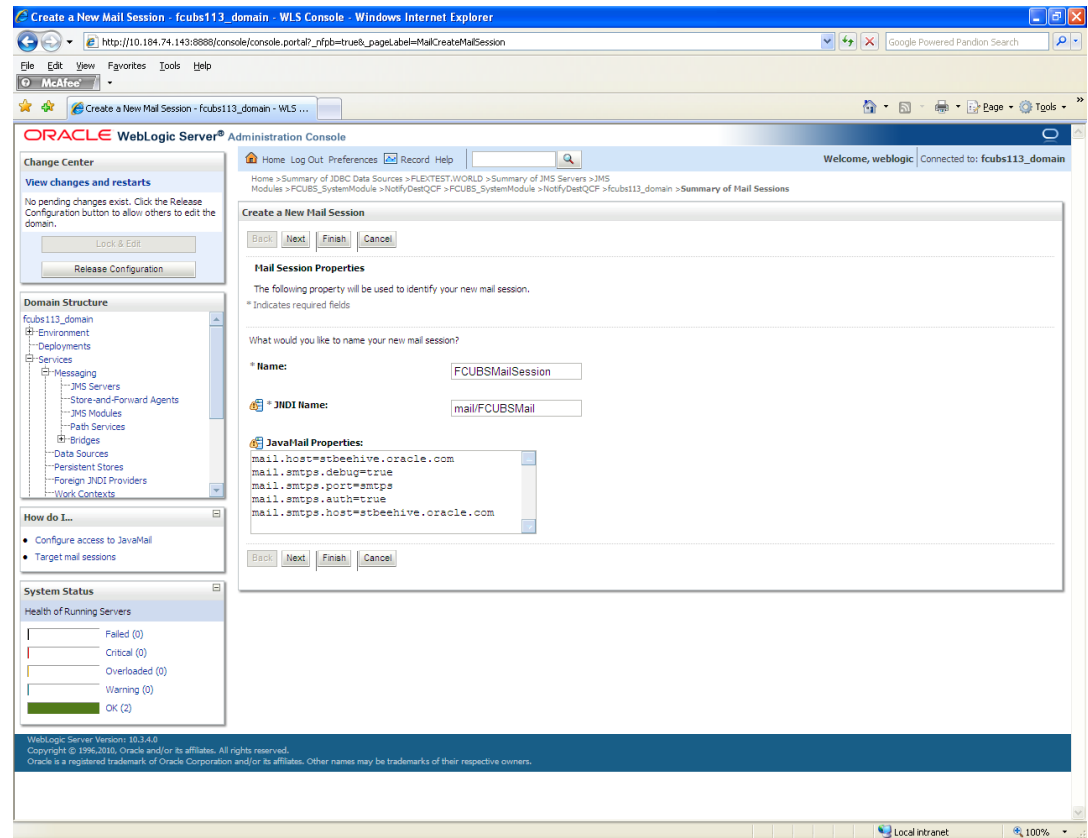 Create a New Mail Session - fcubs113_domain - WLS Console - Windows Internet Explorer
http://10.184.74.143:8888/console/console.portal?_nfpb=true&_pageLabel=MailCreateMailSession
Google Powered Pandion Search
File Edit View Favorites Tools Help
McAfee
Create a New Mail Session - fcubs113_domain - WLS ...
Page Tools »
ORACLE WebLogic Server® Administration Console
Change Center
View changes and restarts
No pending changes exist. Click the Release
Configuration button to allow others to edit the
domain.
Lock & Edit
Release Configuration
Domain Structure
fcubs113_domain
Environment
Deployments
Services
Messaging
JMS Servers
Store-and-Forward Agents
JMS Modules
Path Services
Bridges
Data Sources
Persistent Stores
Foreign JNDI Providers
Work Contexts
How do I...
Configure access to JavaMail
Target mail sessions
System Status
Health of Running Servers
Failed (0)
Critical (0)
Overloaded (0)
Warning (0)
OK (2)
Home Log Out Preferences Record Help
Welcome, weblogic Connected to: fcubs113_domain
Home >Summary of JDBC Data Sources >FLEXTEST.WORLD >Summary of JMS Servers >JMS
Modules >FCUBS_SystemModule >NotifyDestQCF >FCUBS_SystemModule >NotifyDestQCF >fcubs113_domain >Summary of Mail Sessions
Create a New Mail Session
Back Next Finish Cancel
Mail Session Properties
The following property will be used to identify your new mail session.
* Indicates required fields
What would you like to name your new mail session?
* Name: FCUBSMailSession
* JNDI Name: mail/FCUBSMail
JavaMail Properties:
mail.host=stbeehive.oracle.com
mail.smtps.debug=true
mail.smtps.port=smtps
mail.smtps.auth=true
mail.smtps.host=stbeehive.oracle.com
Back Next Finish Cancel
WebLogic Server Version: 10.3.4.0
Copyright © 1996,2010, Oracle and/or its affiliates. All rights reserved.
Oracle is a registered trademark of Oracle Corporation and/or its affiliates. Other names may be trademarks of their respective owners.
Local intranet 100%